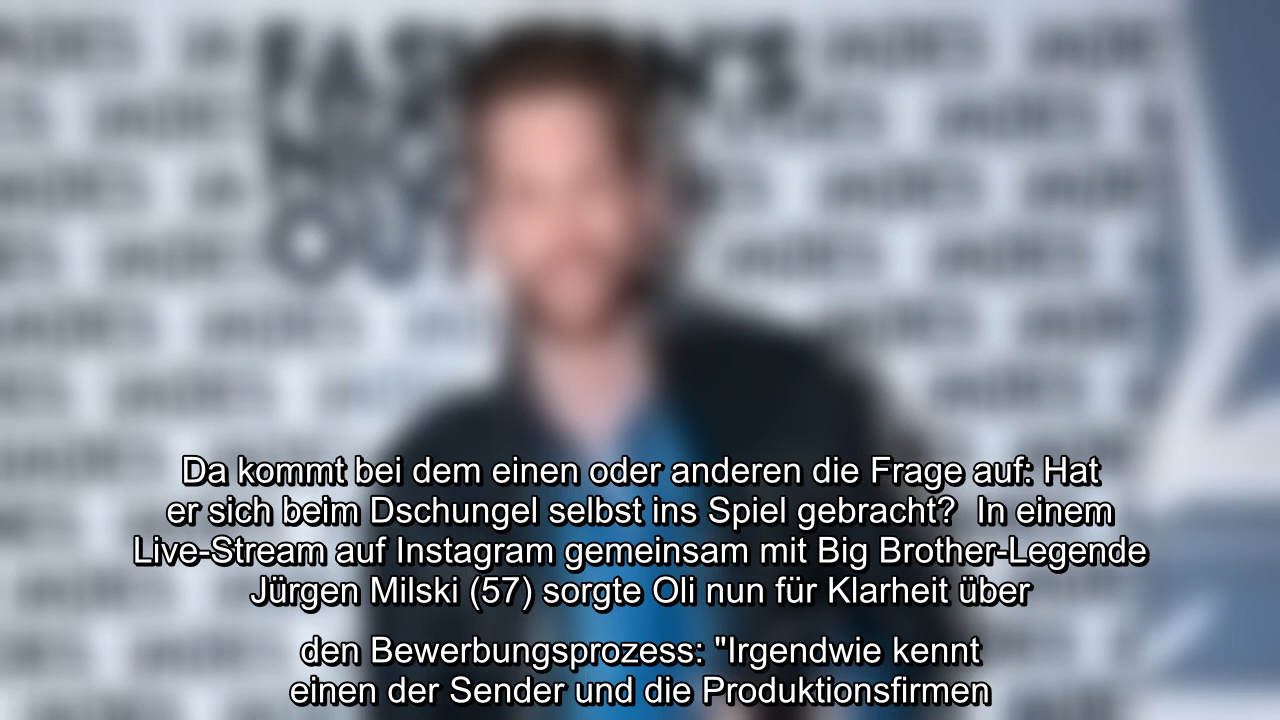 Da kommt bei dem einen oder anderen die Frage auf: Hat
er sich beim Dschungel selbst ins Spiel gebracht?  In einem
Live-Stream auf Instagram gemeinsam mit Big Brother-Legende
Jürgen Milski (57) sorgte Oli nun für Klarheit über
den Bewerbungsprozess: "Irgendwie kennt
einen der Sender und die Produktionsfirmen